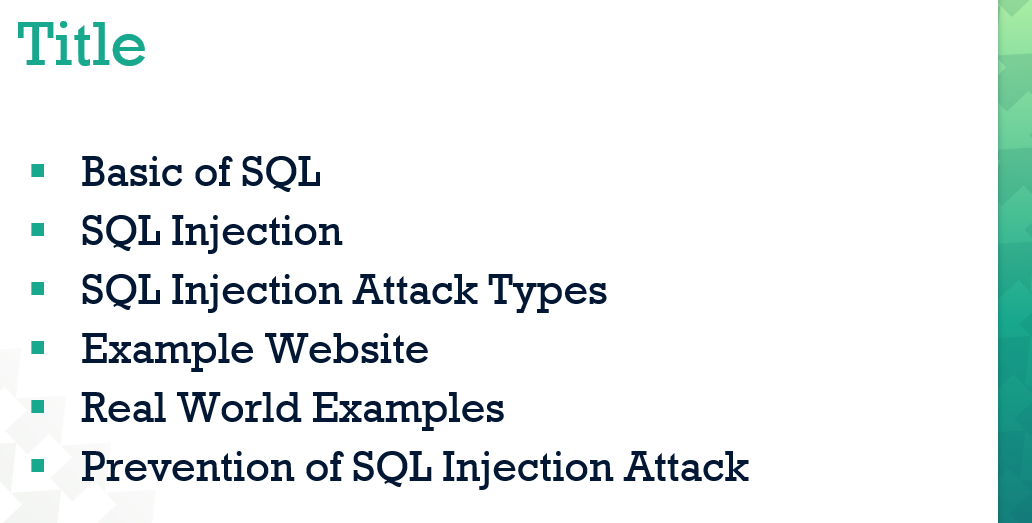 Title
Basic of SQL
SQL Injection
SQL Injection Attack Types
Example Website
Real World Examples
Prevention of SQL Injection Attack